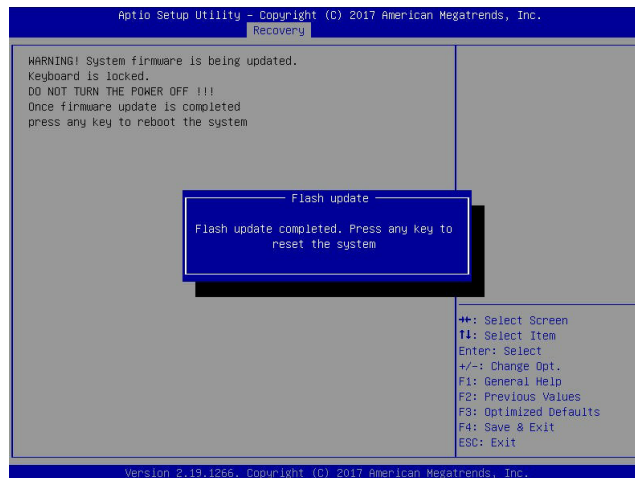 Aptio Setup Utility – Copyright (C) 2017 American Megatrends, Inc.
Recovery
WARNING! System firmware is being updated.
Keyboard is locked.
DO NOT TURN THE POWER OFF !!!
Once firmware update is completed
press any key to reboot the system
Flash update
Flash update completed. Press any key to
reset the system
→←: Select Screen
↑↓: Select Item
Enter: Select
+/-: Change Opt.
F1: General Help
F2: Previous Values
F3: Optimized Defaults
F4: Save & Exit
ESC: Exit
Version 2.19.1266. Copyright (C) 2017 American Megatrends, Inc.